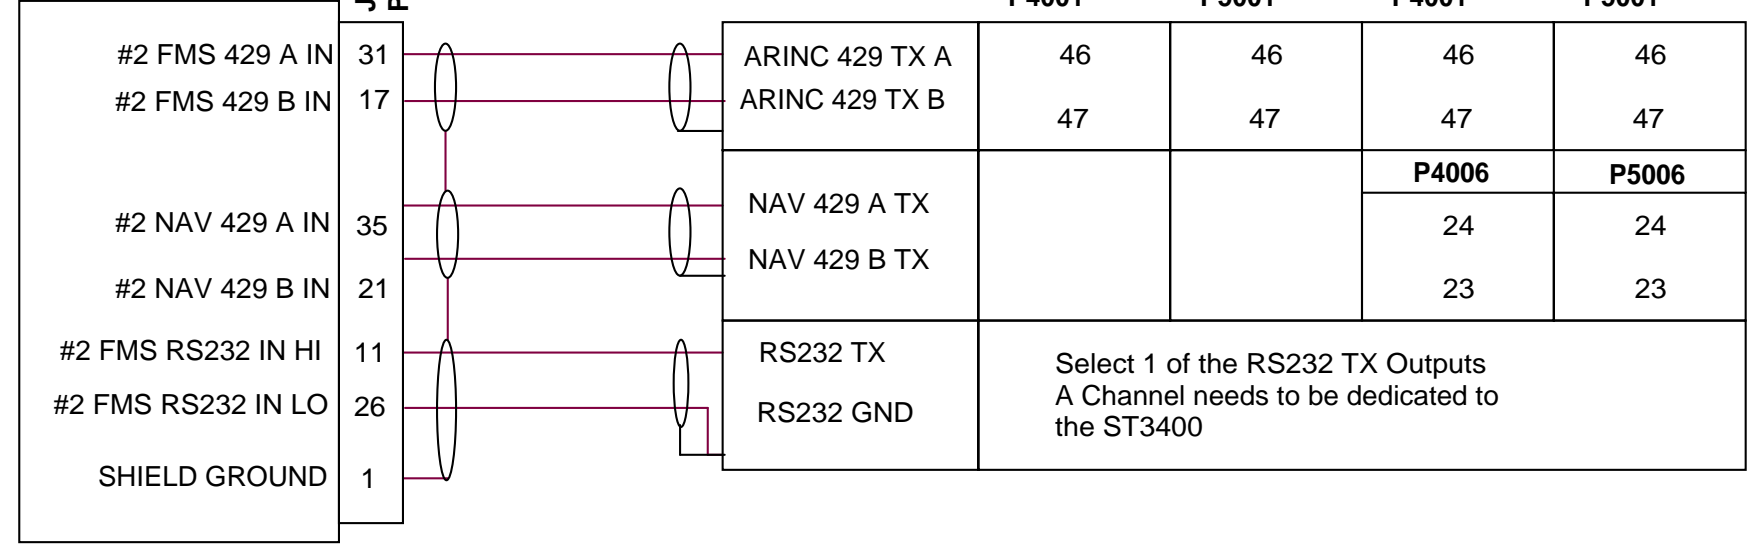 P4001 P5001 P4001 P5001
#2 FMS 429 A IN 31 ARINC 429 TX A 46 46 46 46
#2 FMS 429 B IN 17 ARINC 429 TX B 47 47 47 47
P4006 P5006
#2 NAV 429 A IN 35 NAV 429 A TX 24 24
#2 NAV 429 B IN 21 NAV 429 B TX 23 23
#2 FMS RS232 IN HI 11 RS232 TX
#2 FMS RS232 IN LO 26 RS232 GND
Select 1 of the RS232 TX Outputs
A Channel needs to be dedicated to
the ST3400
SHIELD GROUND 1